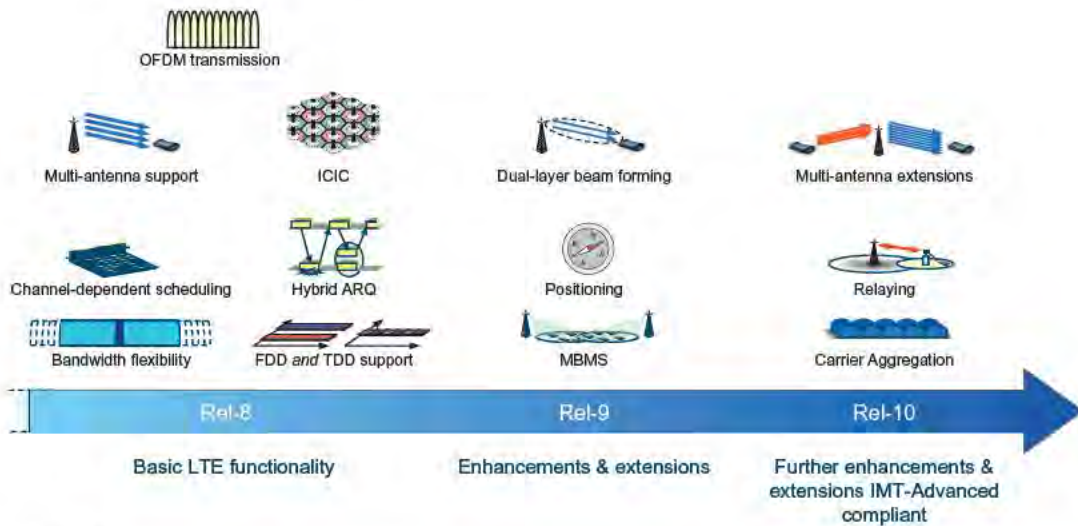 OFDM transmission
Multi-antenna support
ICIC
Dual-layer beam forming
Multi-antenna extensions
Channel-dependent scheduling
Hybrid ARQ
Positioning
Relaying
Bandwidth flexibility
FDD and TDD support
MBMS
Carrier Aggregation
Rel-8
Rel-9
Rel-10
Basic LTE functionality
Enhancements & extensions
Further enhancements &
extensions IMT-Advanced
compliant